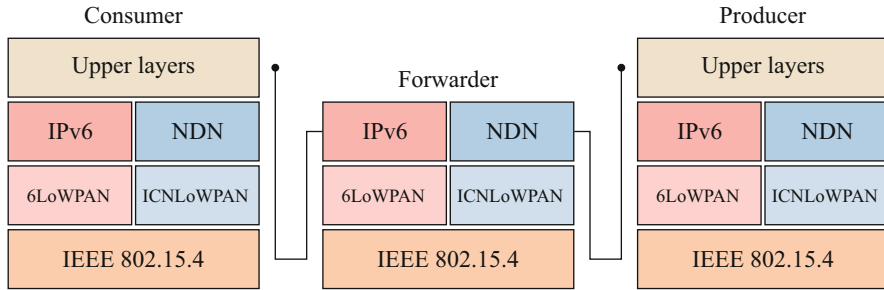 Consumer
Producer
Upper layers
Forwarder
Upper layers
IPv6
NDN
IPv6
NDN
IPv6
NDN
6LoWPAN
ICNLoWPAN
6LoWPAN
ICNLoWPAN
6LoWPAN
ICNLoWPAN
IEEE 802.15.4
IEEE 802.15.4
IEEE 802.15.4